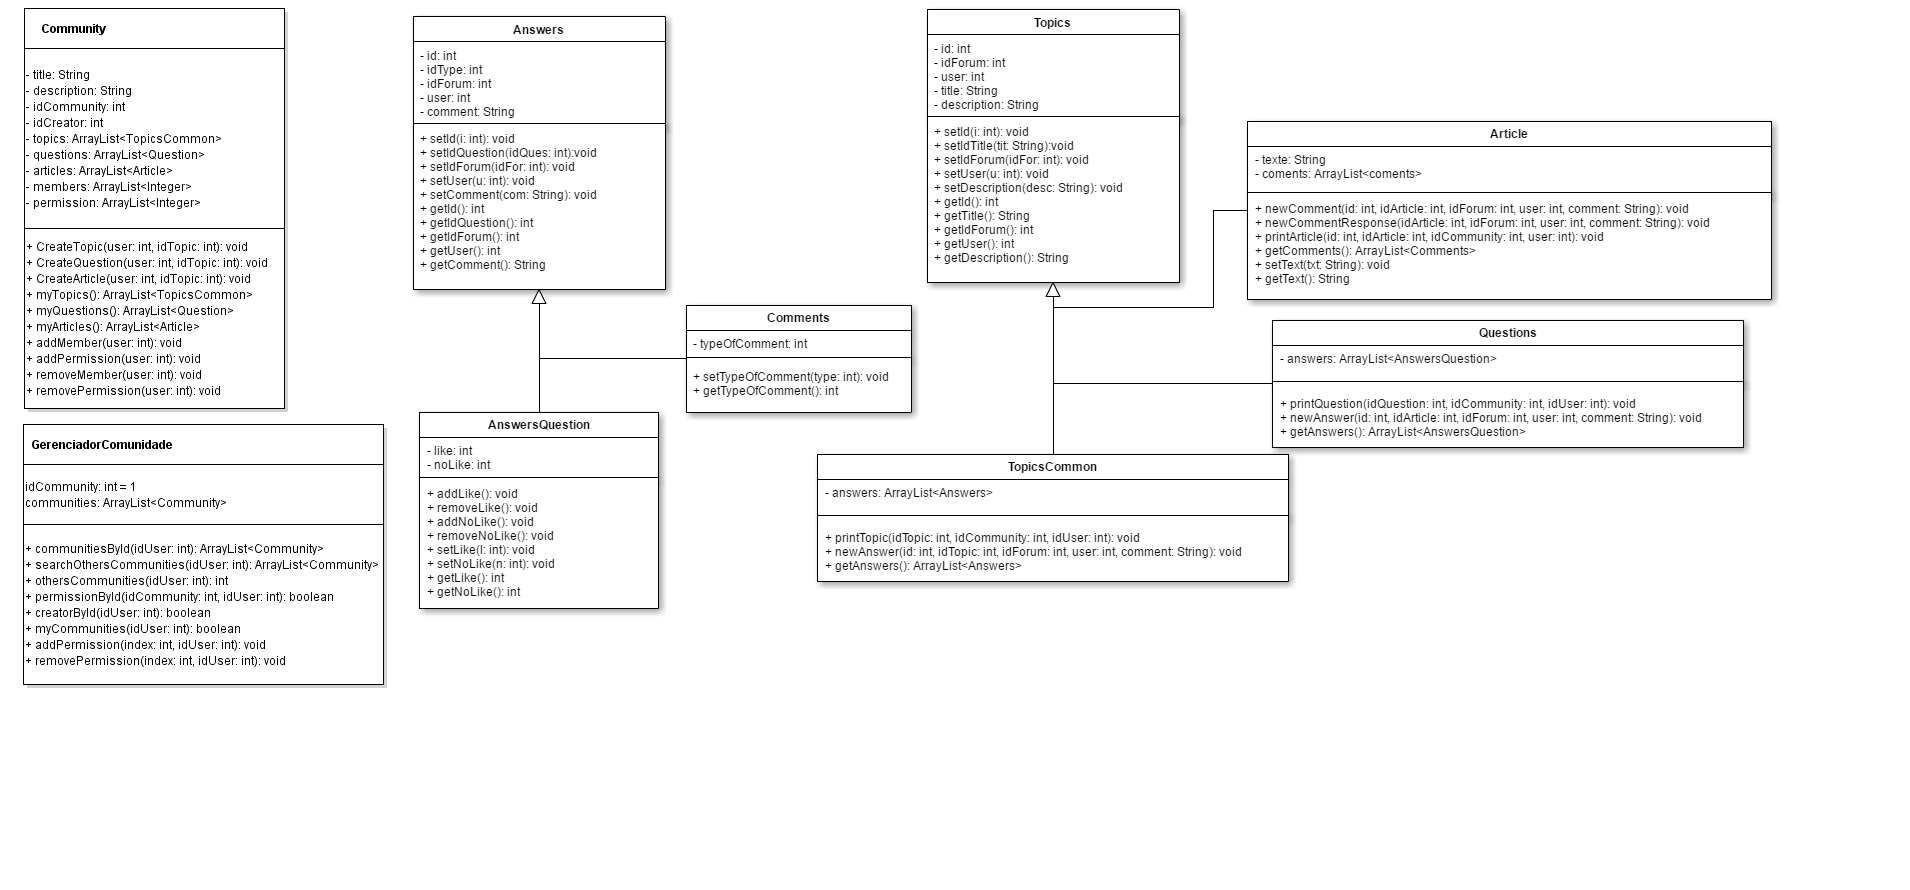 Community
- title: String
- description: String
- idCommunity: int
- idCreator: int
- topics: ArrayList<TopicsCommon>
- questions: ArrayList<Question>
- articles: ArrayList<Article>
- members: ArrayList<Integer>
- permission: ArrayList<Integer>
+ CreateTopic(user: int, idTopic: int): void
+ CreateQuestion(user: int, idTopic: int): void
+ CreateArticle(user: int, idTopic: int): void
+ myTopics(): ArrayList<TopicsCommon>
+ myQuestions(): ArrayList<Question>
+ myArticles(): ArrayList<Article>
+ addMember(user: int): void
+ addPermission(user: int): void
+ removeMember(user: int): void
+ removePermission(user: int): void
GerenciadorComunidade
idCommunity: int = 1
communities: ArrayList<Community>
+ communitiesById(idUser: int): ArrayList<Community>
+ searchOthersCommunities(idUser: int): ArrayList<Community>
+ othersCommunities(idUser: int): int
+ permissionById(idCommunity: int, idUser: int): boolean
+ creatorById(idUser: int): boolean
+ myCommunities(idUser: int): boolean
+ addPermission(index: int, idUser: int): void
+ removePermission(index: int, idUser: int): void
Answers
- id: int
- idType: int
- idForum: int
- user: int
- comment: String
+ setId(i: int): void
+ setIdQuestion(idQues: int):void
+ setIdForum(idFor: int): void
+ setUser(u: int): void
+ setComment(com: String): void
+ getId(): int
+ getIdQuestion(): int
+ getIdForum(): int
+ getUser(): int
+ getComment(): String
Comments
- typeOfComment: int
+ setTypeOfComment(type: int): void
+ getTypeOfComment(): int
AnswersQuestion
- like: int
- noLike: int
+ addLike(): void
+ removeLike(): void
+ addNoLike(): void
+ removeNoLike(): void
+ setLike(l: int): void
+ setNoLike(n: int): void
+ getLike(): int
+ getNoLike(): int
Topics
- id: int
- idForum: int
- user: int
- title: String
- description: String
+ setId(i: int): void
+ setIdTitle(tit: String):void
+ setIdForum(idFor: int): void
+ setUser(u: int): void
+ setDescription(desc: String): void
+ getId(): int
+ getTitle(): String
+ getIdForum(): int
+ getUser(): int
+ getDescription(): String
Article
- texte: String
- coments: ArrayList<coments>
+ newComment(id: int, idArticle: int, idForum: int, user: int, comment: String): void
+ newCommentResponse(idArticle: int, idForum: int, user: int, comment: String): void
+ printArticle(id: int, idArticle: int, idCommunity: int, user: int): void
+ getComments(): ArrayList<Comments>
+ setText(txt: String): void
+ getText(): String
Questions
- answers: ArrayList<AnswersQuestion>
+ printQuestion(idQuestion: int, idCommunity: int, idUser: int): void
+ newAnswer(id: int, idArticle: int, idForum: int, user: int, comment: String): void
+ getAnswers(): ArrayList<AnswersQuestion>
TopicsCommon
- answers: ArrayList<Answers>
+ printTopic(idTopic: int, idCommunity: int, idUser: int): void
+ newAnswer(id: int, idTopic: int, idForum: int, user: int, comment: String): void
+ getAnswers(): ArrayList<Answers>